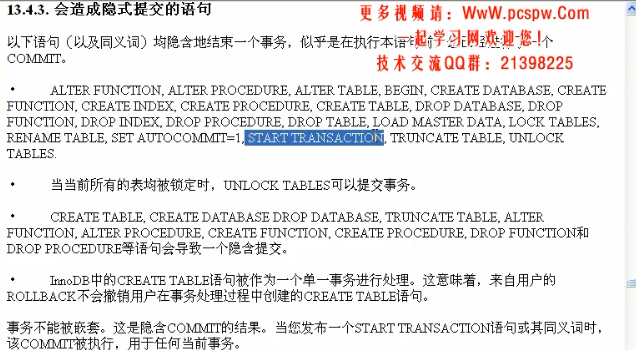 13.4.3. 会造成隐式提交的语句
更多视频请：WwW.pcspw.Com
一起学习网欢迎您!
技术交流QQ群：21398225
以下语句（以及同义词）均隐含地结束一个事务，似乎是在执行本语句前
个
COMMIT。
· ALTER FUNCTION, ALTER PROCEDURE, ALTER TABLE, BEGIN, CREATE DATABASE, CREATE
FUNCTION, CREATE INDEX, CREATE PROCEDURE, CREATE TABLE, DROP DATABASE, DROP
FUNCTION, DROP INDEX, DROP PROCEDURE, DROP TABLE, LOAD MASTER DATA, LOCK TABLES,
RENAME TABLE, SET AUTOCOMMIT=1, START TRANSACTION, TRUNCATE TABLE, UNLOCK
TABLES.
· 当当前所有的表均被锁定时，UNLOCK TABLES可以提交事务。
· CREATE TABLE, CREATE DATABASE DROP DATABASE, TRUNCATE TABLE, ALTER
FUNCTION, ALTER PROCEDURE, CREATE FUNCTION, CREATE PROCEDURE, DROP FUNCTION和
DROP PROCEDURE等语句会导致一个隐含提交。
· InnoDB中的CREATE TABLE语句被作为一个单一事务进行处理。这意味着，来自用户的
ROLLBACK不会撤销用户在事务处理过程中创建的CREATE TABLE语句。
事务不能被嵌套。这是隐含COMMIT的结果。当您发布一个START TRANSACTION语句或其同义词时，
该COMMIT被执行，用于任何当前事务。